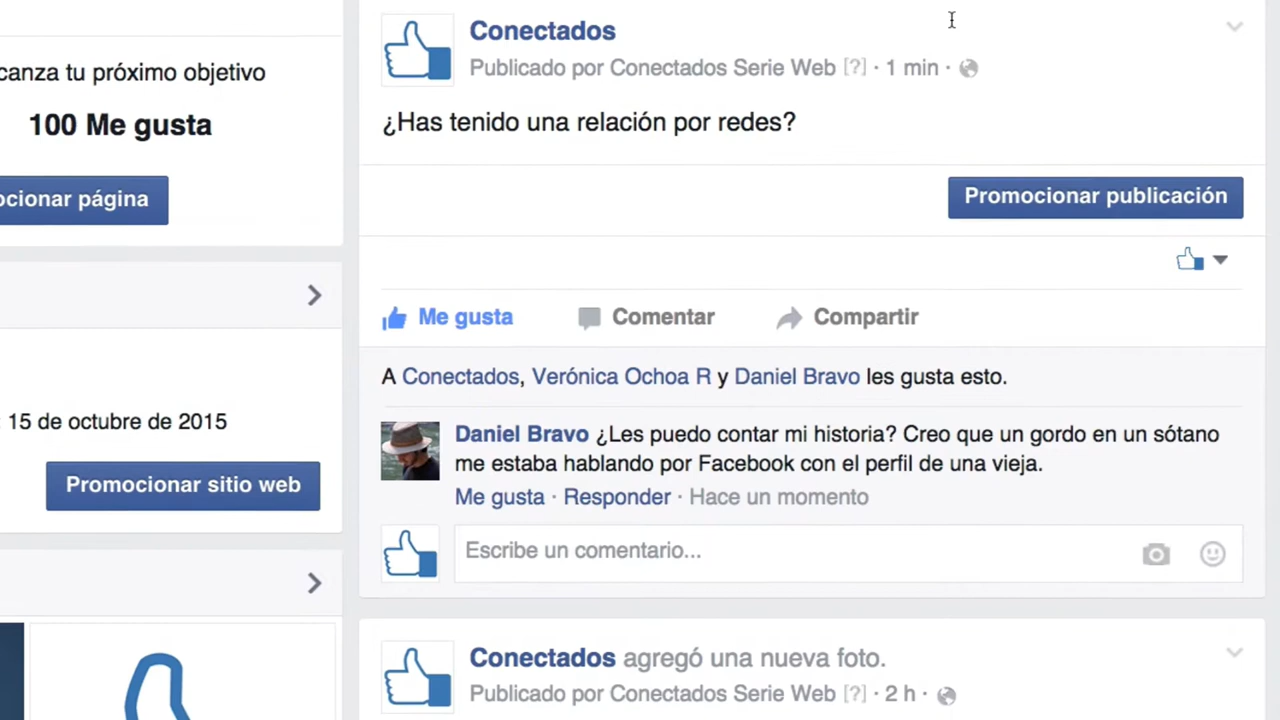 canza tu próximo objetivo
100 Me gusta
ocionar página
15 de octubre de 2015
Promocionar sitio web
Conectados
Publicado por Conectados Serie Web [?] · 1 min ·
¿Has tenido una relación por redes?
Promocionar publicación
Me gusta Comentar Compartir
A Conectados, Verónica Ochoa R y Daniel Bravo les gusta esto.
Daniel Bravo ¿Les puedo contar mi historia? Creo que un gordo en un sótano
me estaba hablando por Facebook con el perfil de una vieja.
Me gusta · Responder · Hace un momento
Escribe un comentario...
Conectados agregó una nueva foto.
Publicado por Conectados Serie Web [?] · 2 h ·